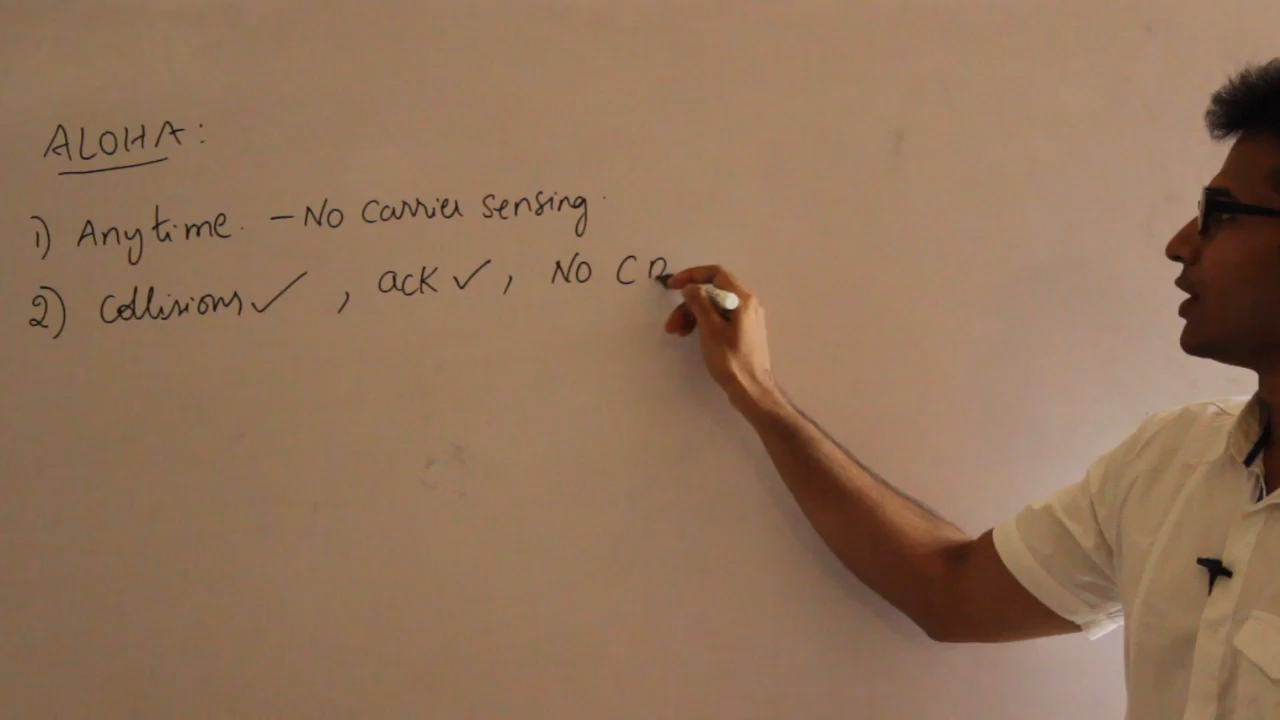 ALOHA:
1) Anytime. - No Carrier sensing.
2) Collisions ✓, ack ✓, No C